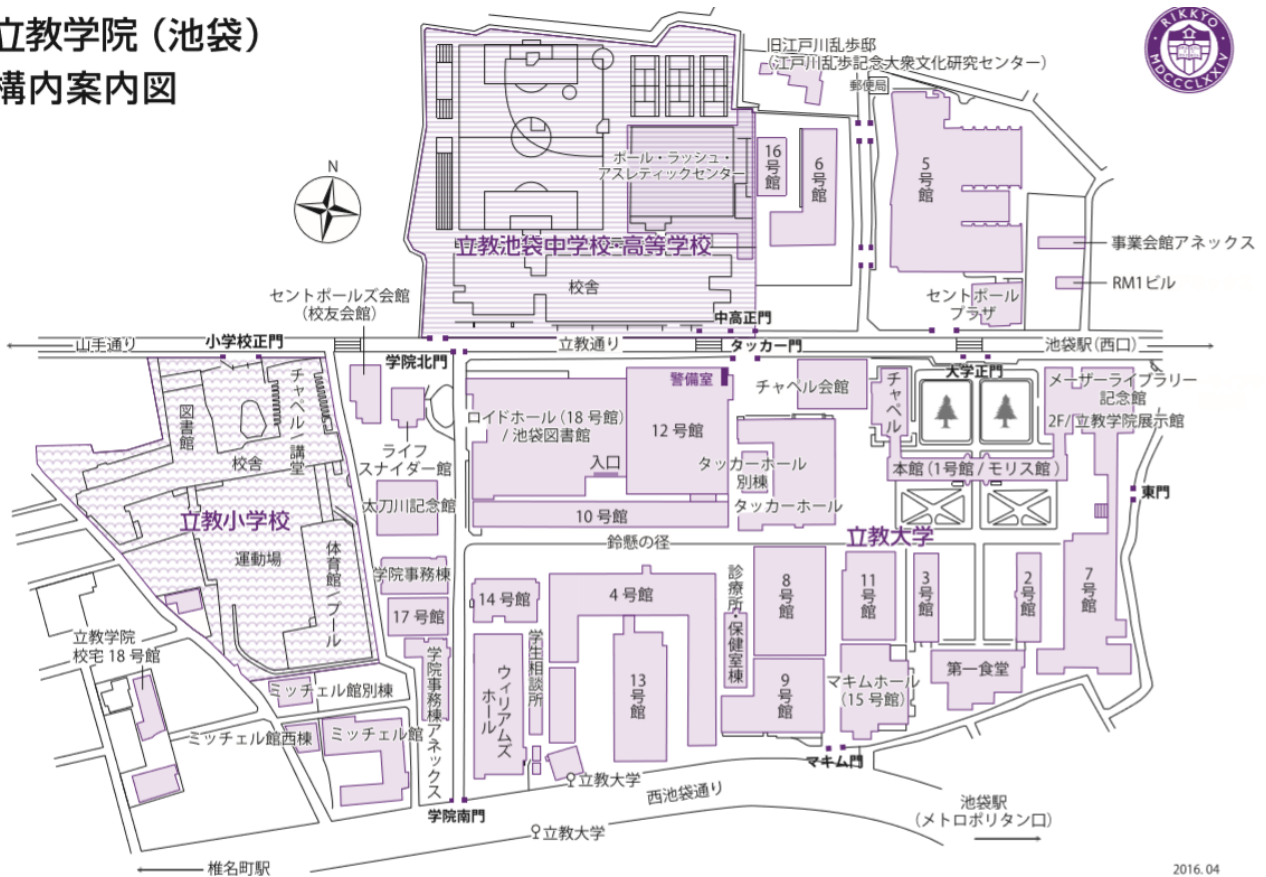 立教学院（池袋）
構内案内図
RIKKYO
MDCCCLXXIV
N
旧江戸川乱歩邸
（江戸川乱歩記念大衆文化研究センター）
郵便局
ポール・ラッシュ・
アスレティックセンター
16号館
6号館
5号館
立教池袋中学校・高等学校
校舎
事業会館アネックス
RM1ビル
セントポール
プラザ
セントポールズ会館
（校友会館）
中高正門
山手通り
小学校正門
学院北門
立教通り
タッカー門
池袋駅（西口）
大学正門
図書館
チャペル/講堂
校舎
ライフ
スナイダー館
ロイドホール（18号館）
/ 池袋図書館
警備室
12号館
入口
チャペル会館
チャペル
メーザーライブラリー
記念館
2F/ 立教学院展示館
タッカーホール
別棟
タッカーホール
本館（1号館 / モリス館）
太刀川記念館
立教小学校
10号館
東門
立教大学
鈴懸の径
運動場
体育館/プール
学院事務棟
17号館
14号館
4号館
診療所・保健室棟
8号館
11号館
3号館
2号館
7号館
立教学院
校宅18号館
学院事務棟アネックス
ウィリアムズ
ホール
学生相談所
13号館
9号館
マキムホール
（15号館）
第一食堂
ミッチェル館別棟
ミッチェル館西棟
ミッチェル館
マキム門
立教大学
西池袋通り
学院南門
立教大学
池袋駅
（メトロポリタン口）
椎名町駅
2016.04